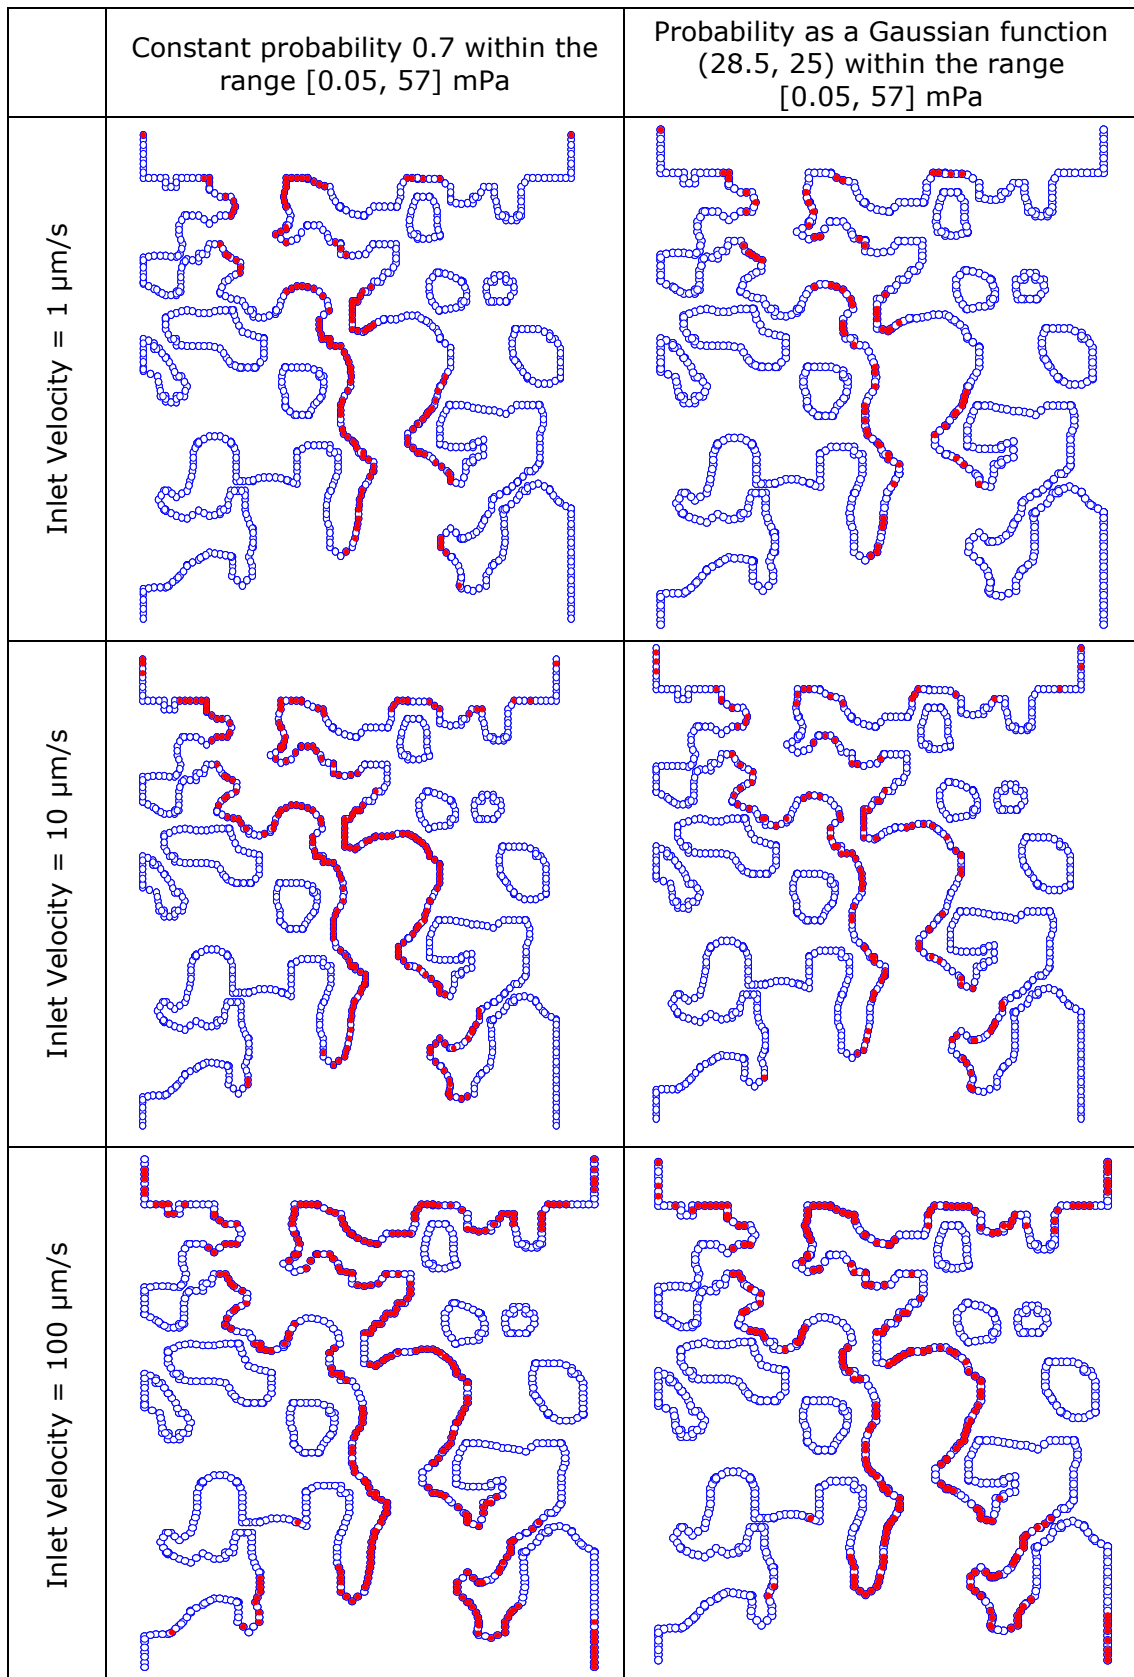 Constant probability 0.7 within the
range [0.05, 57] mPa
Probability as a Gaussian function
(28.5, 25) within the range
[0.05, 57] mPa
Inlet Velocity = 1 µm/s
Inlet Velocity = 10 µm/s
Inlet Velocity = 100 µm/s